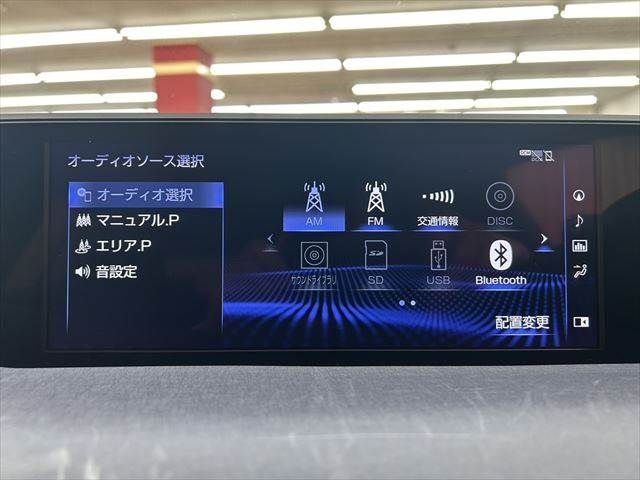 オーディオソース選択
オーディオ選択
マニュアル.P
エリア.P
音設定
AM
FM
交通情報
DISC
サウンドライブラリ
SD
USB
Bluetooth
配置変更